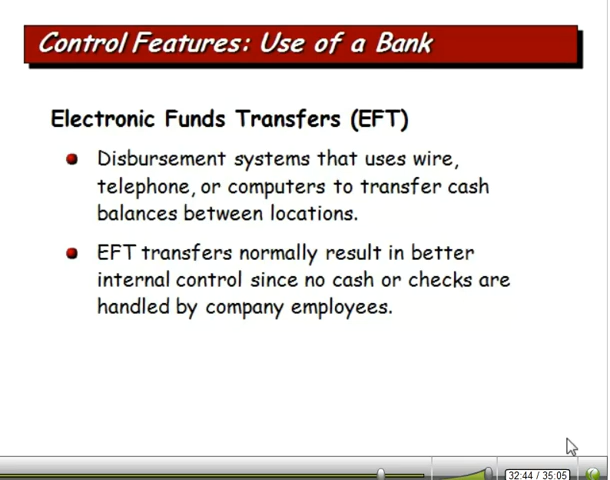 Control Features: Use of a Bank
Electronic Funds Transfers (EFT)
Disbursement systems that uses wire,
telephone, or computers to transfer cash
balances between locations.
EFT transfers normally result in better
internal control since no cash or checks are
handled by company employees.
32:44 / 35:05